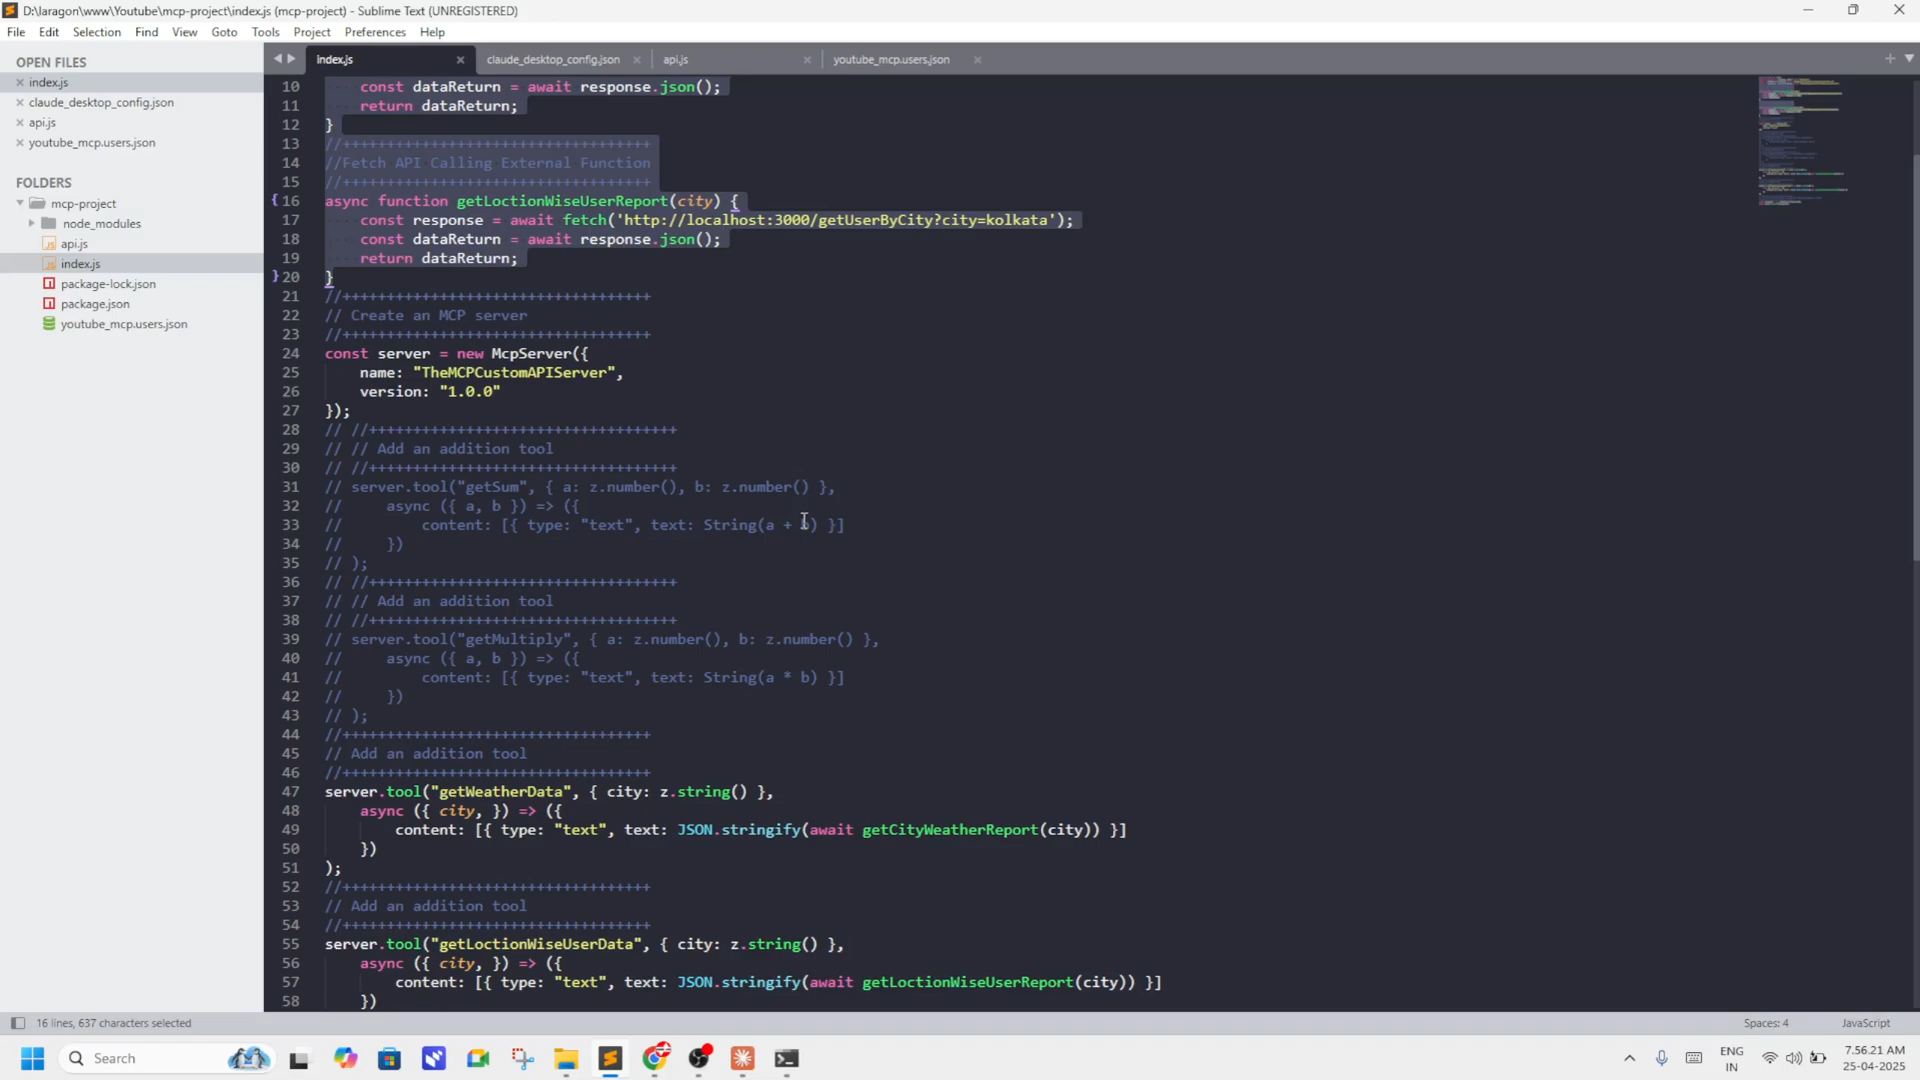 D:\laragon\www\Youtube\mcp-project\index.js (mcp-project) - Sublime Text (UNREGISTERED)
File Edit Selection Find View Goto Tools Project Preferences Help
OPEN FILES
index.js
claude_desktop_config.json
api.js
youtube_mcp.users.json
FOLDERS
mcp-project
node_modules
api.js
index.js
package-lock.json
package.json
youtube_mcp.users.json
index.js claude_desktop_config.json api.js youtube_mcp.users.json
10 const dataReturn = await response.json();
11 return dataReturn;
12 }
13 //+++++++++++++++++++++++++++++++++++
14 //Fetch API Calling External Function
15 //+++++++++++++++++++++++++++++++++++
16 async function getLoctionWiseUserReport(city) {
17 const response = await fetch('http://localhost:3000/getUserByCity?city=kolkata');
18 const dataReturn = await response.json();
19 return dataReturn;
20 }
21 //+++++++++++++++++++++++++++++++++++
22 // Create an MCP server
23 //+++++++++++++++++++++++++++++++++++
24 const server = new McpServer({
25 name: "TheMCPCustomAPIServer",
26 version: "1.0.0"
27 });
28 // //+++++++++++++++++++++++++++++++++++
29 // // Add an addition tool
30 // //+++++++++++++++++++++++++++++++++++
31 // server.tool("getSum", { a: z.number(), b: z.number() },
32 // async ({ a, b }) => ({
33 // content: [{ type: "text", text: String(a + b) }]
34 // })
35 // );
36 // //+++++++++++++++++++++++++++++++++++
37 // // Add an addition tool
38 // //+++++++++++++++++++++++++++++++++++
39 // server.tool("getMultiply", { a: z.number(), b: z.number() },
40 // async ({ a, b }) => ({
41 // content: [{ type: "text", text: String(a * b) }]
42 // })
43 // );
44 //+++++++++++++++++++++++++++++++++++
45 // Add an addition tool
46 //+++++++++++++++++++++++++++++++++++
47 server.tool("getWeatherData", { city: z.string() },
48 async ({ city, }) => ({
49 content: [{ type: "text", text: JSON.stringify(await getCityWeatherReport(city)) }]
50 })
51 );
52 //+++++++++++++++++++++++++++++++++++
53 // Add an addition tool
54 //+++++++++++++++++++++++++++++++++++
55 server.tool("getLoctionWiseUserData", { city: z.string() },
56 async ({ city, }) => ({
57 content: [{ type: "text", text: JSON.stringify(await getLoctionWiseUserReport(city)) }]
58 })
16 lines, 637 characters selected Spaces: 4 JavaScript
Search
ENG
IN
7.56.21 AM
25-04-2025